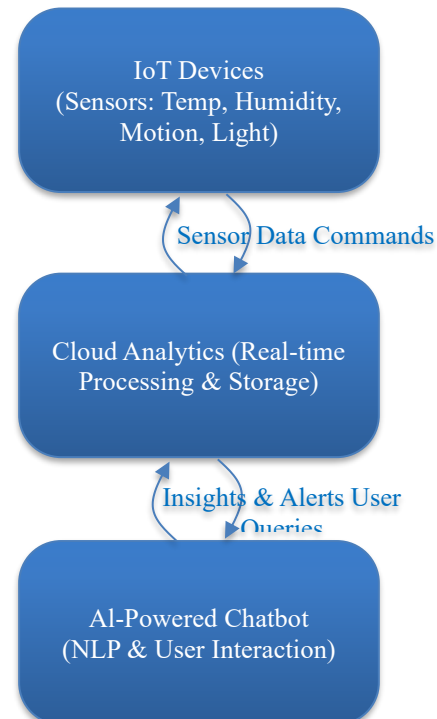 IoT Devices
(Sensors: Temp, Humidity,
Motion, Light)
Sensor Data Commands
Cloud Analytics (Real-time
Processing & Storage)
Insights & Alerts User
Queries
AI-Powered Chatbot
(NLP & User Interaction)